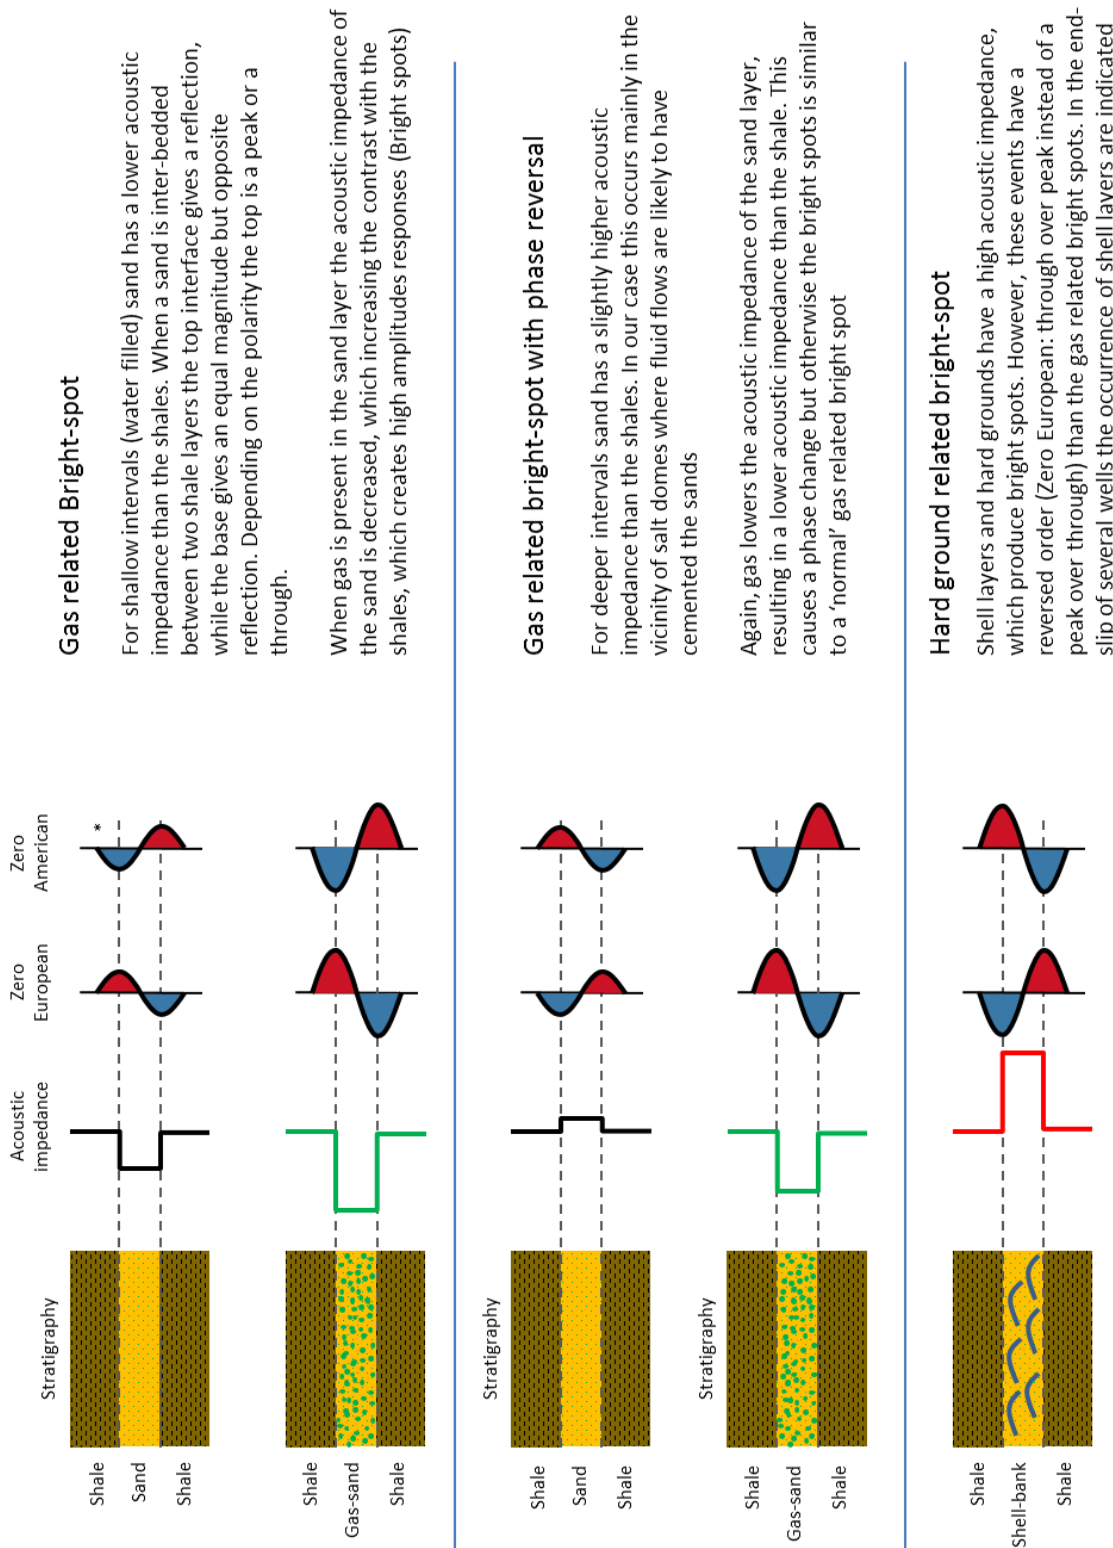 Stratigraphy
Acoustic
impedance
Zero
European
Zero
American
*
Shale
Sand
Shale
Gas related Bright-spot
For shallow intervals (water filled) sand has a lower acoustic
impedance than the shales. When a sand is inter-bedded
between two shale layers the top interface gives a reflection,
while the base gives an equal magnitude but opposite
reflection. Depending on the polarity the top is a peak or a
through.
Shale
Gas-sand
Shale
When gas is present in the sand layer the acoustic impedance of
the sand is decreased, which increasing the contrast with the
shales, which creates high amplitudes responses (Bright spots)
Stratigraphy
Shale
Sand
Shale
Gas related bright-spot with phase reversal
For deeper intervals sand has a slightly higher acoustic
impedance than the shales. In our case this occurs mainly in the
vicinity of salt domes where fluid flows are likely to have
cemented the sands
Stratigraphy
Shale
Gas-sand
Shale
Again, gas lowers the acoustic impedance of the sand layer,
resulting in a lower acoustic impedance than the shale. This
causes a phase change but otherwise the bright spots is similar
to a ‘normal’ gas related bright spot
Shale
Shell-bank
Shale
Hard ground related bright-spot
Shell layers and hard grounds have a high acoustic impedance,
which produce bright spots. However, these events have a
reversed order (Zero European: through over peak instead of a
peak over through) than the gas related bright spots. In the end-
slip of several wells the occurrence of shell layers are indicated